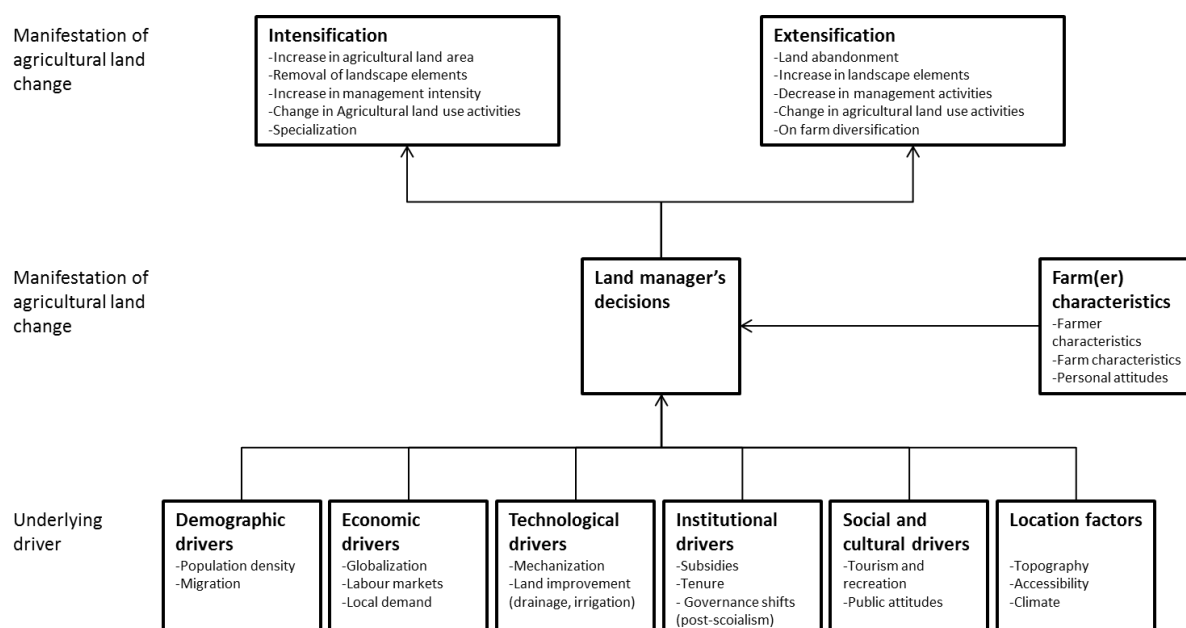 Manifestation of
agricultural land
change
Intensification
-Increase in agricultural land area
-Removal of landscape elements
-Increase in management intensity
-Change in Agricultural land use activities
-Specialization
Extensification
-Land abandonment
-Increase in landscape elements
-Decrease in management activities
-Change in agricultural land use activities
-On farm diversification
Manifestation of
agricultural land
change
Land manager’s
decisions
Farm(er)
characteristics
-Farmer
characteristics
-Farm characteristics
-Personal attitudes
Underlying
driver
Demographic
drivers
-Population density
-Migration
Economic
drivers
-Globalization
-Labour markets
-Local demand
Technological
drivers
-Mechanization
-Land improvement
(drainage, irrigation)
Institutional
drivers
-Subsidies
-Tenure
- Governance shifts
(post-scoialism)
Social and
cultural drivers
-Tourism and
recreation
-Public attitudes
Location factors
-Topography
-Accessibility
-Climate